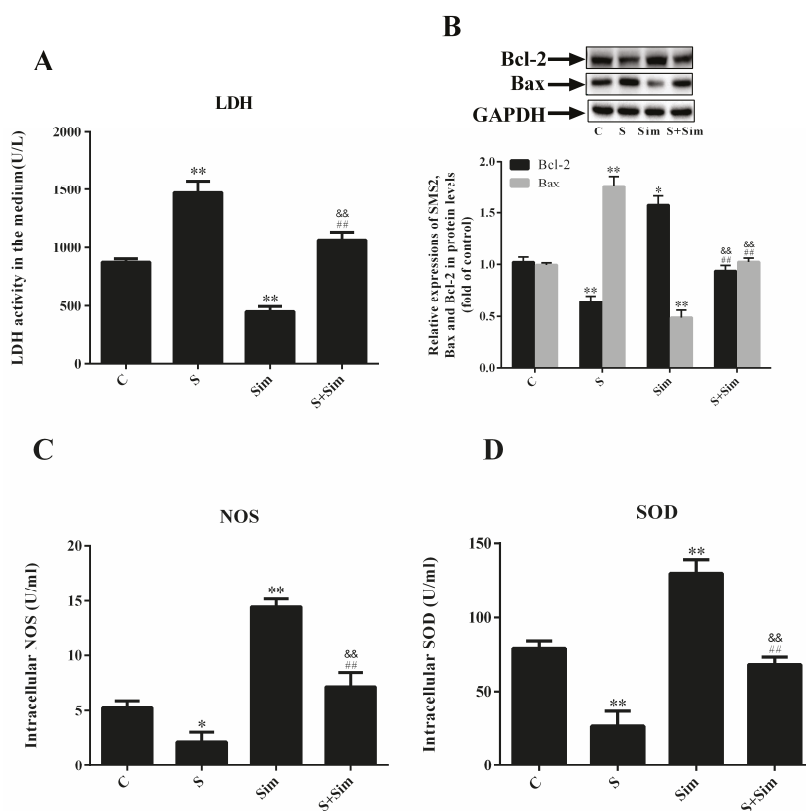 A
LDH
LDH activity in the medium(U/L)
2000
1500
1000
500
0
**
**
&&
##
C
S
Sim
S+Sim
B
Bcl-2
Bax
GAPDH
C S Sim S+Sim
Relative expressions of SMS2,
Bax and Bcl-2 in protein levels
(fold of control)
2.0
1.5
1.0
0.5
0.0
Bcl-2
Bax
**
**
*
**
&&
##
&&
##
C
S
Sim
S+Sim
C
NOS
Intracellular NOS (U/ml)
20
15
10
5
0
*
**
&&
##
C
S
Sim
S+Sim
D
SOD
Intracellular SOD (U/ml)
150
100
50
0
**
**
&&
##
C
S
Sim
S+Sim